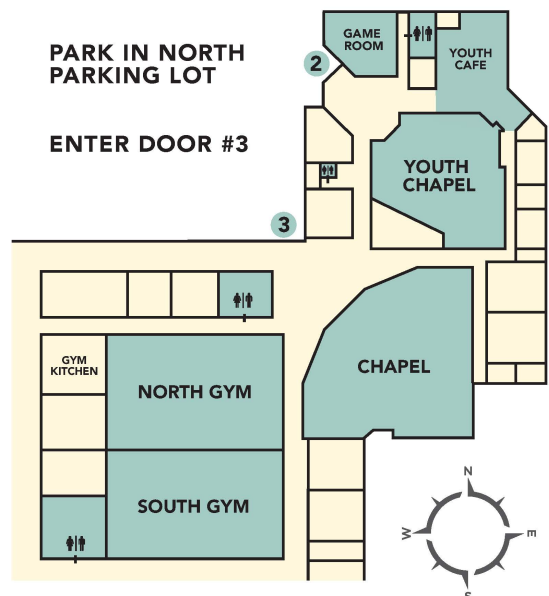 PARK IN NORTH
PARKING LOT
ENTER DOOR #3
GAME
ROOM
YOUTH
CAFE
2
YOUTH
CHAPEL
3
CHAPEL
GYM
KITCHEN
NORTH GYM
SOUTH GYM
N
W
E
S